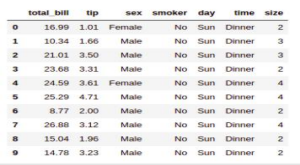 total_bill tip sex smoker day time size
0 16.99 1.01 Female No Sun Dinner 2
1 10.34 1.66 Male No Sun Dinner 3
2 21.01 3.50 Male No Sun Dinner 3
3 23.68 3.31 Male No Sun Dinner 2
4 24.59 3.61 Female No Sun Dinner 4
5 25.29 4.71 Male No Sun Dinner 4
6 8.77 2.00 Male No Sun Dinner 2
7 26.88 3.12 Male No Sun Dinner 4
8 15.04 1.96 Male No Sun Dinner 2
9 14.78 3.23 Male No Sun Dinner 2